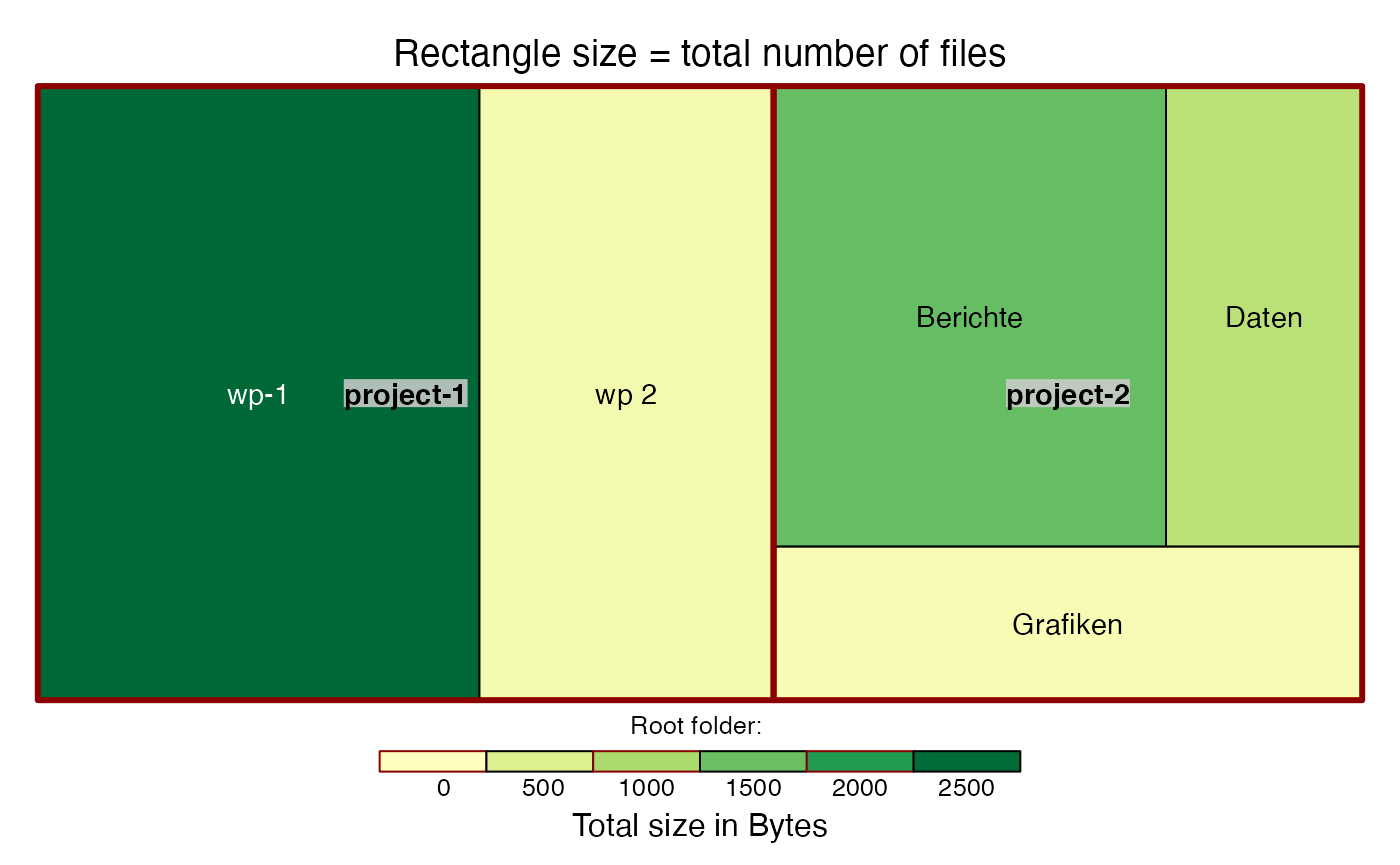 Rectangle size = total number of files
Berichte
Daten
wp-1
project-1
wp 2
project-2
Grafiken
Root folder:
0 500 1000 1500 2000 2500
Total size in Bytes